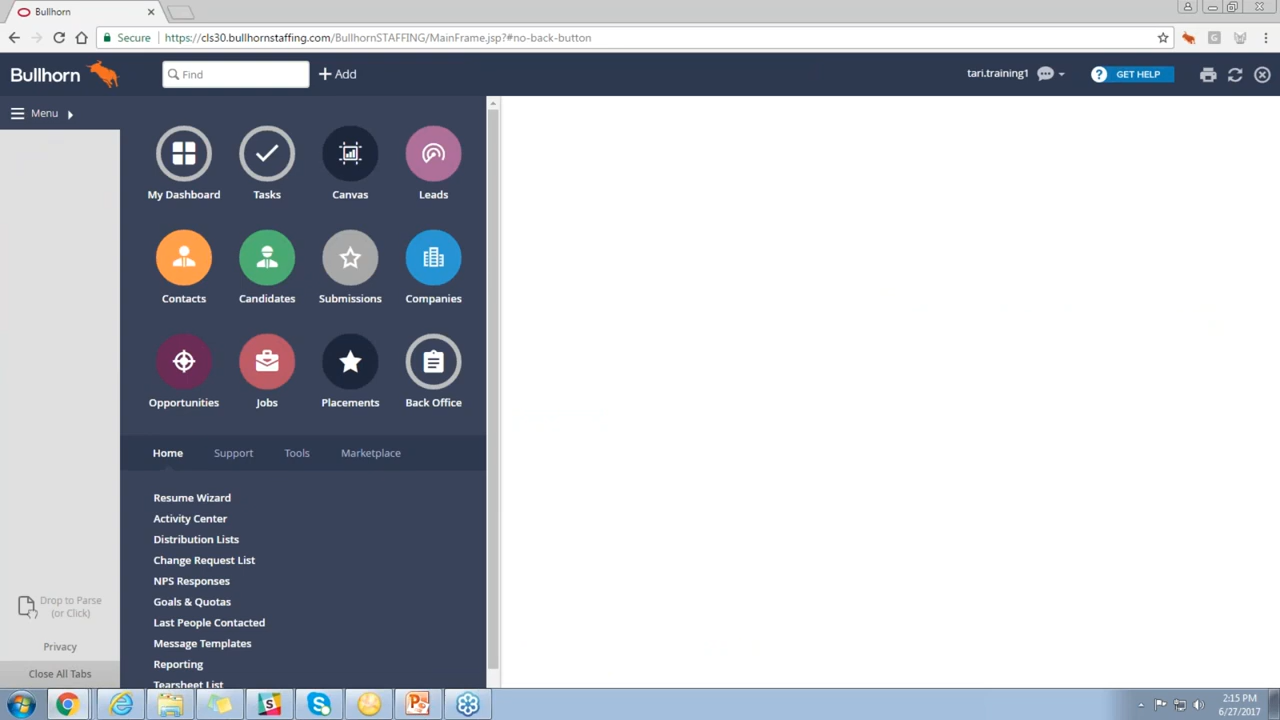 Bullhorn
Secure https://cls30.bullhornstaffing.com/BullhornSTAFFING/MainFrame.jsp?#no-back-button
Bullhorn Find Add tari.training1 ? GET HELP
Menu
My Dashboard Tasks Canvas Leads
Contacts Candidates Submissions Companies
Opportunities Jobs Placements Back Office
Home Support Tools Marketplace
Resume Wizard
Activity Center
Distribution Lists
Change Request List
NPS Responses
Goals & Quotas
Last People Contacted
Message Templates
Reporting
Tearsheet List
Drop to Parse
(or Click)
Privacy
Close All Tabs
2:15 PM
6/27/2017